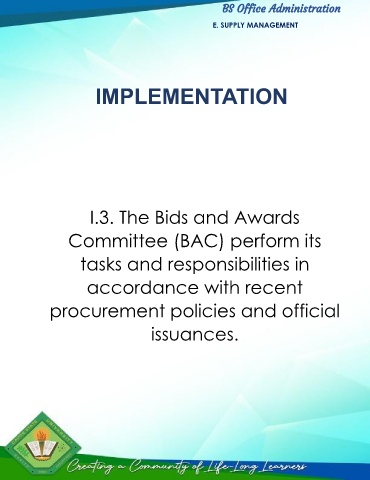 BS Office Administration
E. SUPPLY MANAGEMENT
IMPLEMENTATION
I.3. The Bids and Awards
Committee (BAC) perform its
tasks and responsibilities in
accordance with recent
procurement policies and official
issuances.
Creating a Community of Life-Long Learners